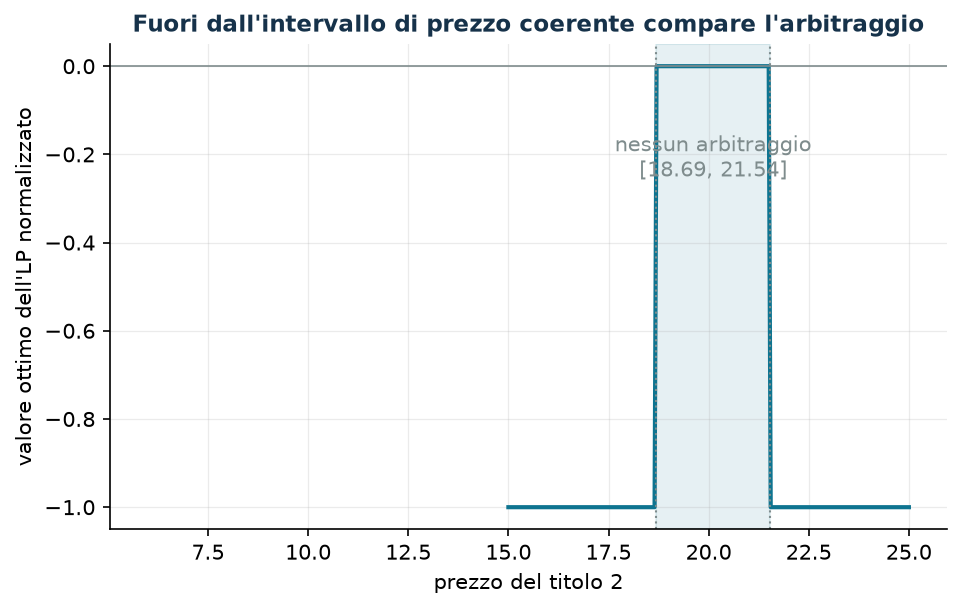 Fuori dall'intervallo di prezzo coerente compare l'arbitraggio
valore ottimo dell'LP normalizzato
0.0
−0.2
−0.4
−0.6
−0.8
−1.0
nessun arbitraggio
[18.69, 21.54]
7.5 10.0 12.5 15.0 17.5 20.0 22.5 25.0
prezzo del titolo 2